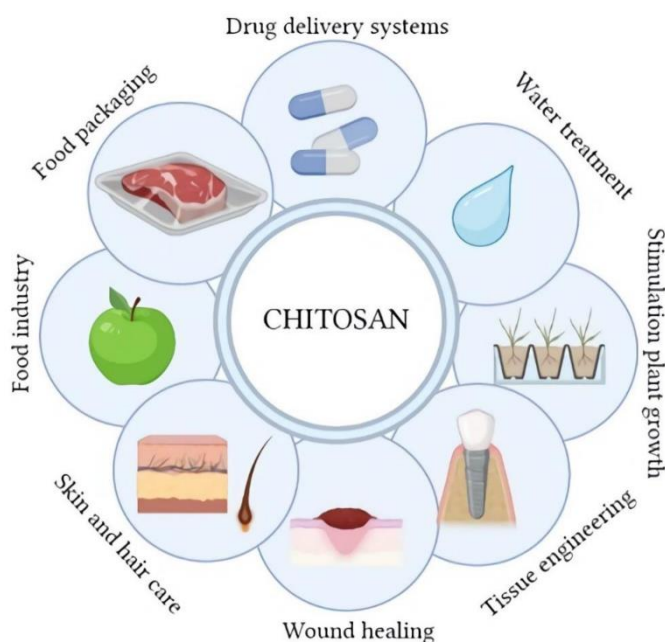 Drug delivery systems
Water treatment
Stimulation plant growth
Tissue engineering
Wound healing
Skin and hair care
Food industry
Food packaging
CHITOSAN